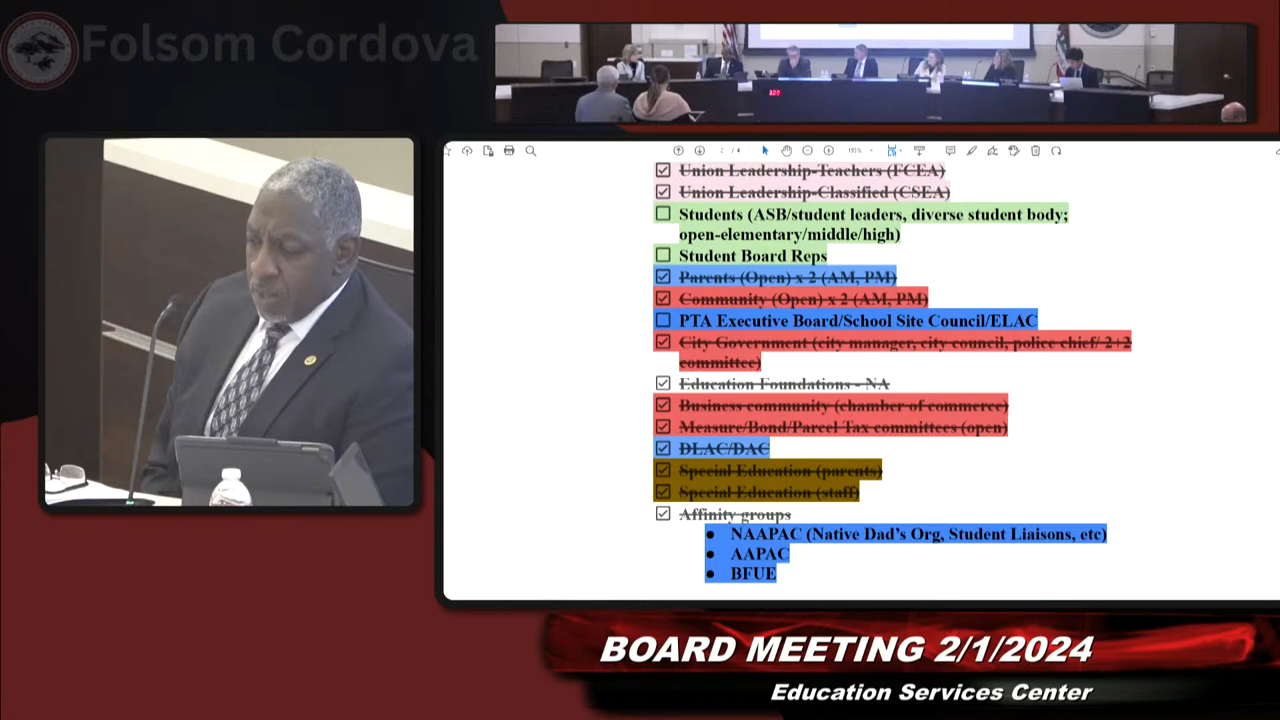 Folsom Cordova
2 / 4
195%
Union Leadership-Teachers (FCEA)
Union Leadership-Classified (CSEA)
Students (ASB/student leaders, diverse student body;
open-elementary/middle/high)
Student Board Reps
Parents (Open) x 2 (AM, PM)
Community (Open) x 2 (AM, PM)
PTA Executive Board/School Site Council/ELAC
City Government (city manager, city council, police chief/ 2+2
committee)
Education Foundations - NA
Business community (chamber of commerce)
Measure/Bond/Parcel Tax committees (open)
DLAC/DAC
Special Education (parents)
Special Education (staff)
Affinity groups
● NAAPAC (Native Dad's Org, Student Liaisons, etc)
● AAPAC
● BFUE
BOARD MEETING 2/1/2024
Education Services Center